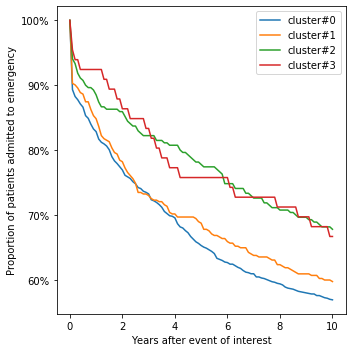 cluster#0
cluster#1
cluster#2
cluster#3
100%
90%
80%
70%
60%
Proportion of patients admitted to emergency
0 2 4 6 8 10
Years after event of interest